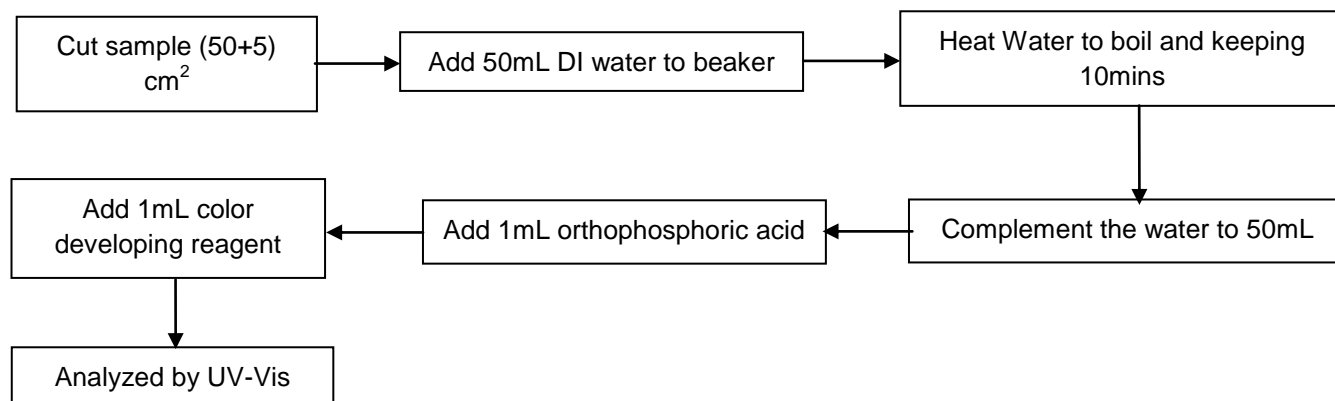 Cut sample (50+5)
cm²
Add 50mL DI water to beaker
Heat Water to boil and keeping
10mins
Complement the water to 50mL
Add 1mL orthophosphoric acid
Add 1mL color
developing reagent
Analyzed by UV-Vis